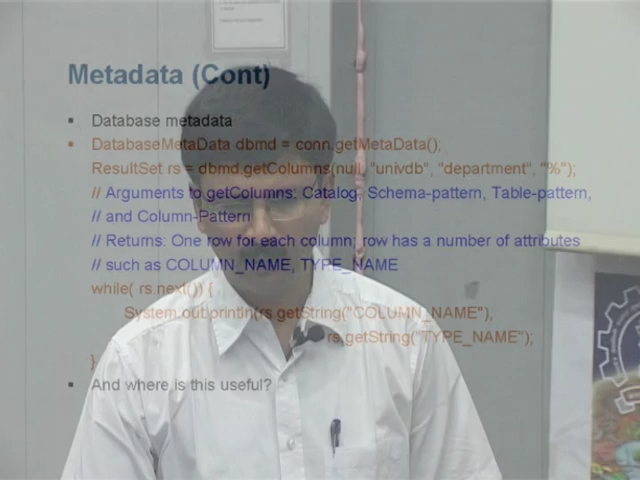 Metadata (Cont)
Database metadata
DatabaseMetaData dbmd = conn.getMetaData();
ResultSet rs = dbmd.getColumns(null, "univdb", "department", "%");
// Arguments to getColumns: Catalog, Schema-pattern, Table-pattern,
// and Column-Pattern
// Returns: One row for each column; row has a number of attributes
// such as COLUMN_NAME, TYPE_NAME
while( rs.next()) {
System.out.println(rs.getString("COLUMN_NAME"),
rs.getString("TYPE_NAME");
}
And where is this useful?